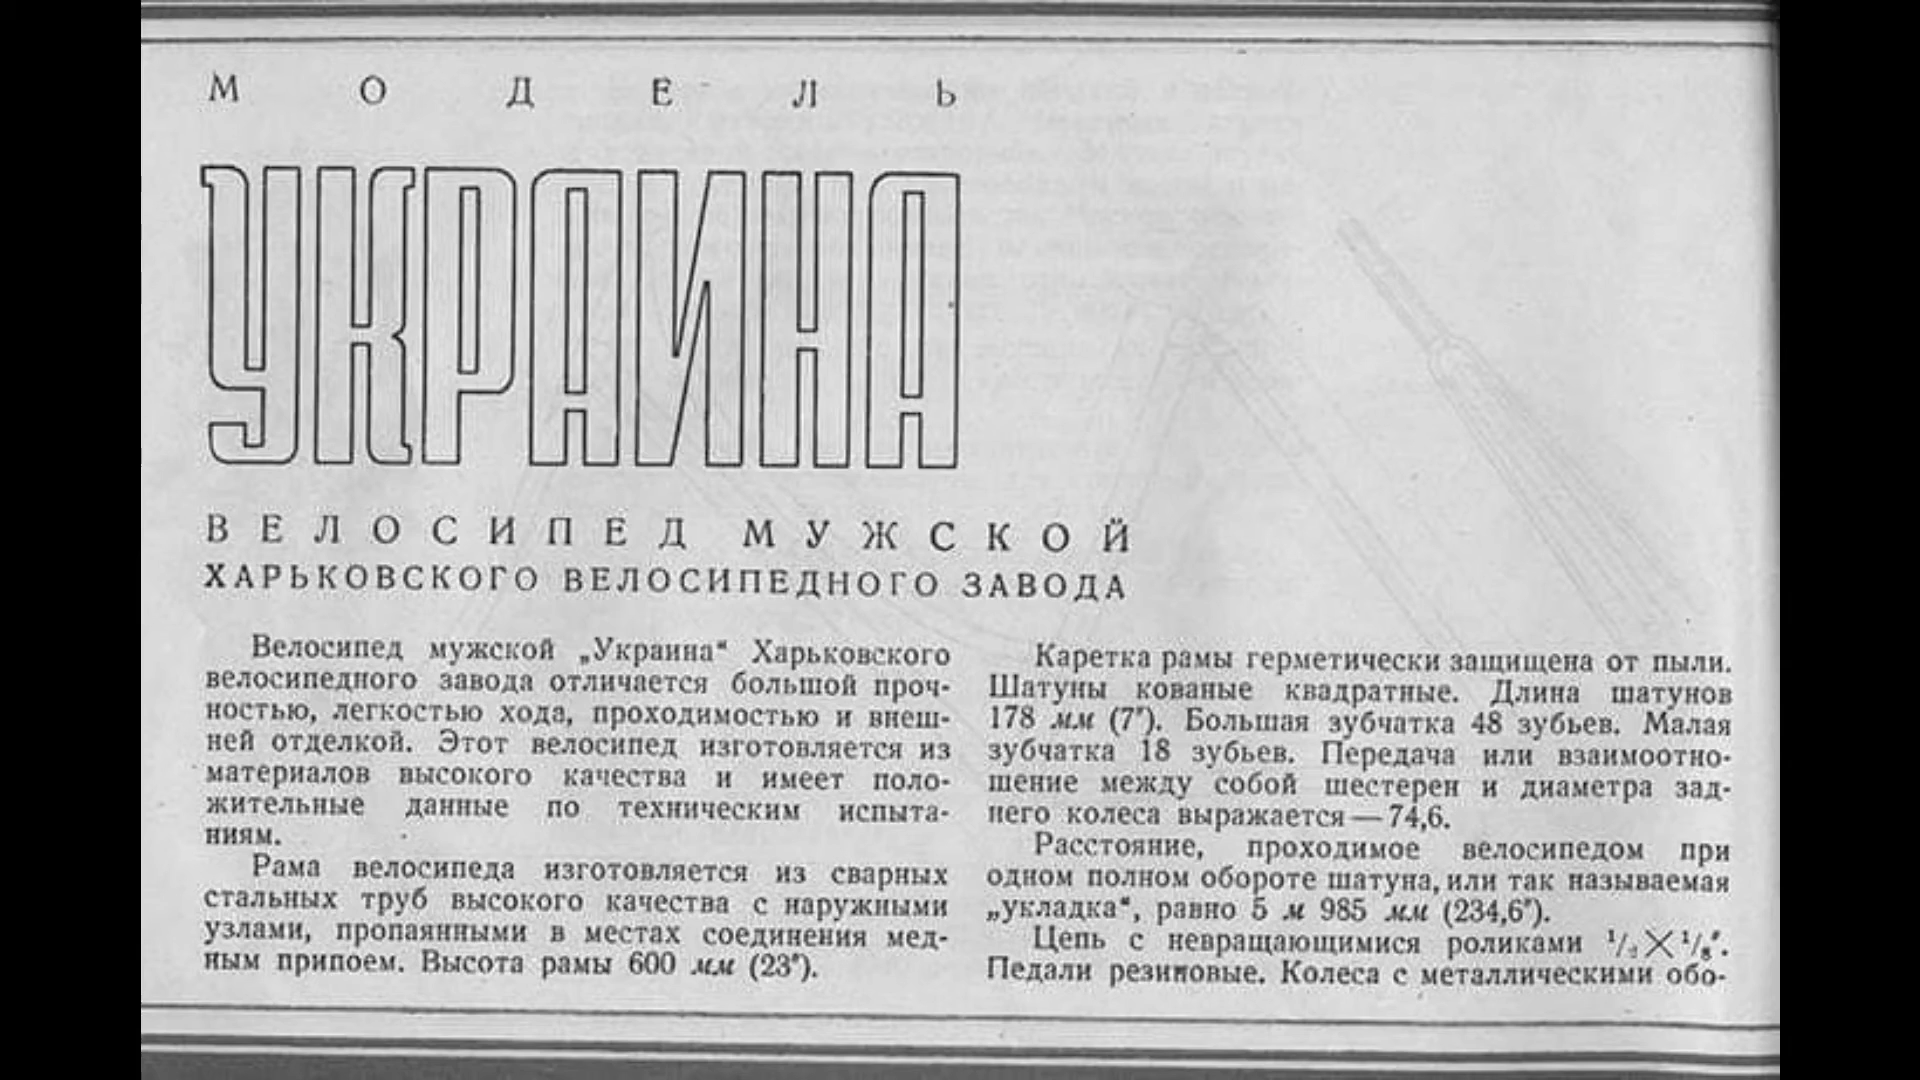 МОДЕЛЬ
УКРАИНА
ВЕЛОСИПЕД МУЖСКОЙ
ХАРЬКОВСКОГО ВЕЛОСИПЕДНОГО ЗАВОДА
Велосипед мужской „Украина“ Харьковского
велосипедного завода отличается большой проч-
ностью, легкостью хода, проходимостью и внеш-
ней отделкой. Этот велосипед изготовляется из
материалов высокого качества и имеет поло-
жительные данные по техническим испыта-
ниям.
Рама велосипеда изготовляется из сварных
стальных труб высокого качества с наружными
узлами, пропаянными в местах соединения мед-
ным припоем. Высота рамы 600 мм (23″).
Каретка рамы герметически защищена от пыли.
Шатуны кованые квадратные. Длина шатунов
178 мм (7″). Большая зубчатка 48 зубьев. Малая
зубчатка 18 зубьев. Передача или взаимоотно-
шение между собой шестерен и диаметра зад-
него колеса выражается — 74,6.
Расстояние, проходимое велосипедом при
одном полном обороте шатуна, или так называемая
„укладка“, равно 5 м 985 мм (234,6″).
Цепь с невращающимися роликами
Педали резиновые. Колеса с металлическими обо-